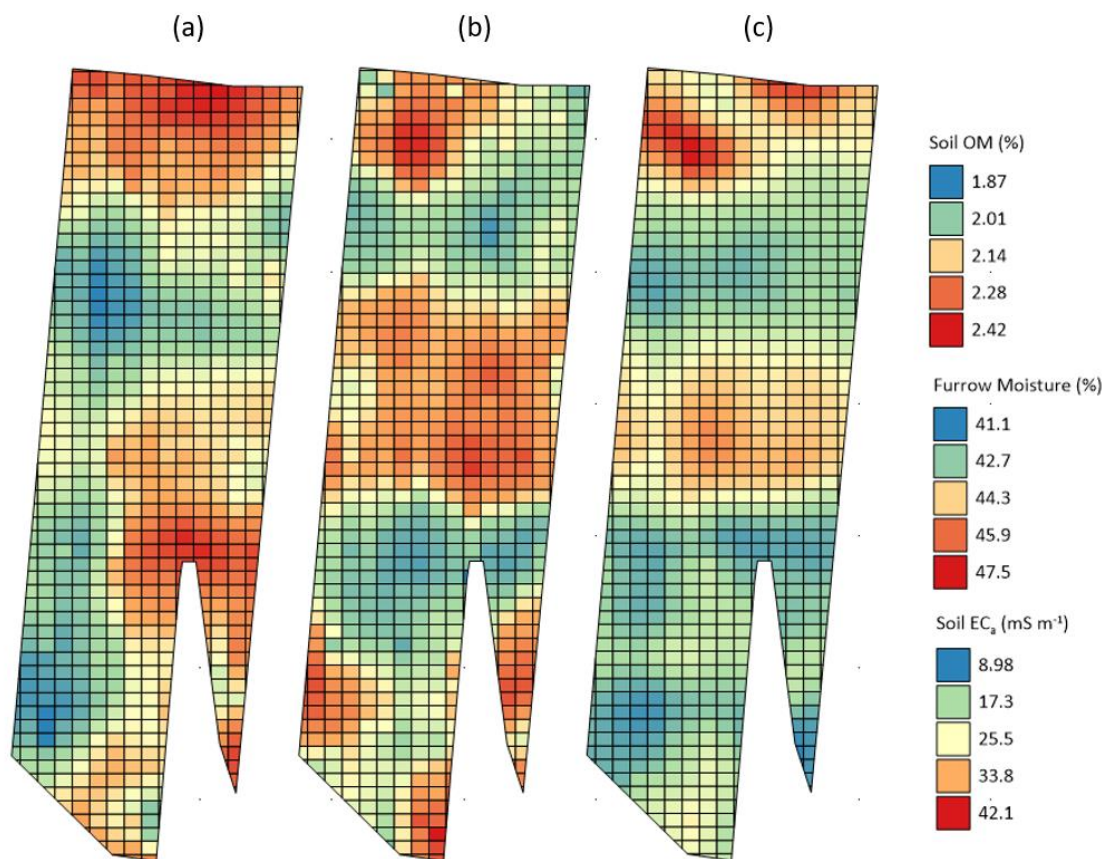 (a)
(b)
(c)
Soil OM (%)
1.87
2.01
2.14
2.28
2.42
Furrow Moisture (%)
41.1
42.7
44.3
45.9
47.5
Soil ECₐ (mS m⁻¹)
8.98
17.3
25.5
33.8
42.1